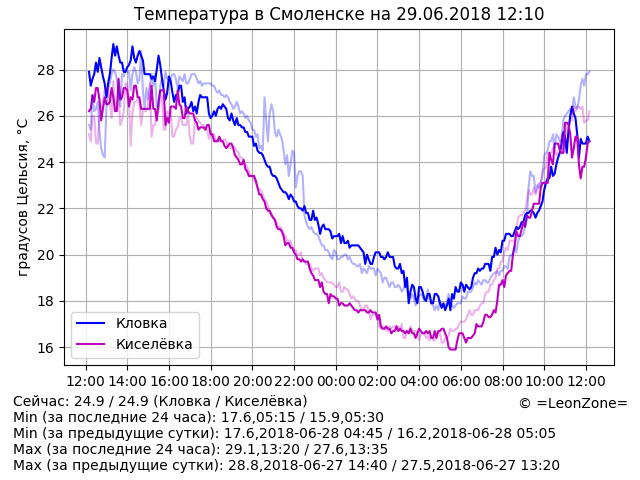 Температура в Смоленске на 29.06.2018 12:10
градусов Цельсия, °C
28
26
24
22
20
18
16
Кловка
Киселёвка
12:00 14:00 16:00 18:00 20:00 22:00 00:00 02:00 04:00 06:00 08:00 10:00 12:00
Сейчас: 24.9 / 24.9 (Кловка / Киселёвка)
© =LeonZone=
Min (за последние 24 часа): 17.6,05:15 / 15.9,05:30
Min (за предыдущие сутки): 17.6,2018-06-28 04:45 / 16.2,2018-06-28 05:05
Max (за последние 24 часа): 29.1,13:20 / 27.6,13:35
Max (за предыдущие сутки): 28.8,2018-06-27 14:40 / 27.5,2018-06-27 13:20